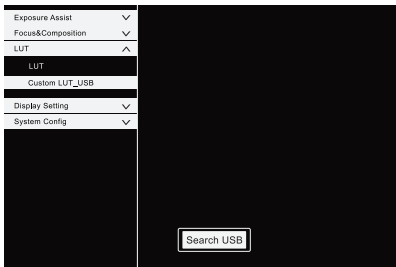 Exposure Assist
Focus&Composition
LUT
LUT
Custom LUT_USB
Display Setting
System Config
Search USB